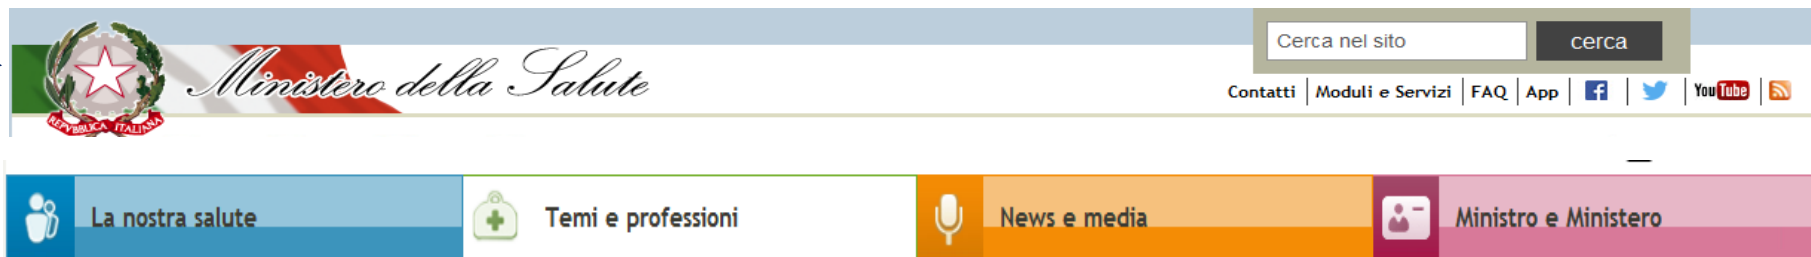 Cerca nel sito
cerca
REPVBBLICA ITALIANA
Ministero della Salute
Contatti | Moduli e Servizi | FAQ | App | f | YouTube
La nostra salute
Temi e professioni
News e media
Ministro e Ministero